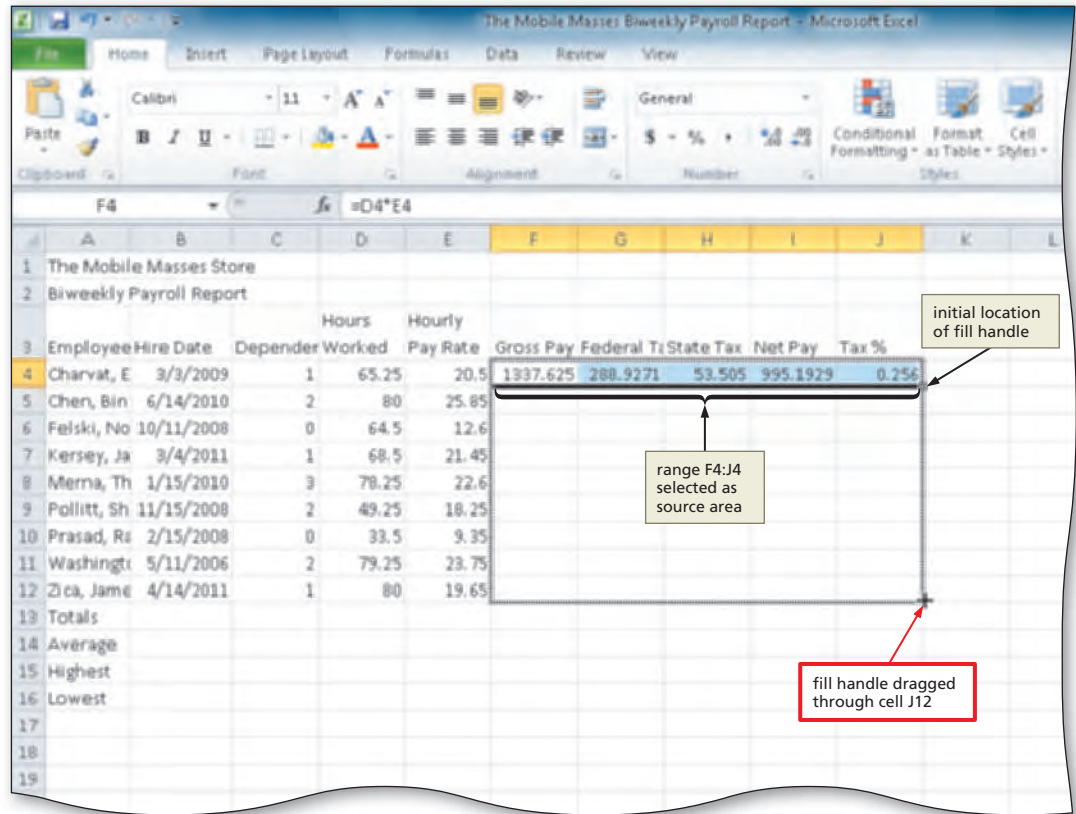 The Mobile Masses Biweekly Payroll Report - Microsoft Excel
File Home Insert Page Layout Formulas Data Review View
Calibri 11 A A General
Paste B I U A $ % , Conditional Formatting Format as Table Cell Styles
Clipboard Font Alignment Number Styles
F4 fx =D4*E4
A B C D E F G H I J K L
1 The Mobile Masses Store
2 Biweekly Payroll Report
Hours Hourly
3 Employee Hire Date Depender Worked Pay Rate Gross Pay Federal Ta State Tax Net Pay Tax %
4 Charvat, E 3/3/2009 1 65.25 20.5 1337.625 288.9271 53.505 995.1929 0.256
5 Chen, Bin 6/14/2010 2 80 25.85
6 Felski, No 10/11/2008 0 64.5 12.6
7 Kersey, Ja 3/4/2011 1 68.5 21.45
8 Merna, Th 1/15/2010 3 78.25 22.6
9 Pollitt, Sh 11/15/2008 2 49.25 18.25
10 Prasad, Ra 2/15/2008 0 33.5 9.35
11 Washingto 5/11/2006 2 79.25 23.75
12 Zica, Jame 4/14/2011 1 80 19.65
13 Totals
14 Average
15 Highest
16 Lowest
17
18
19
initial location
of fill handle
range F4:J4
selected as
source area
fill handle dragged
through cell J12